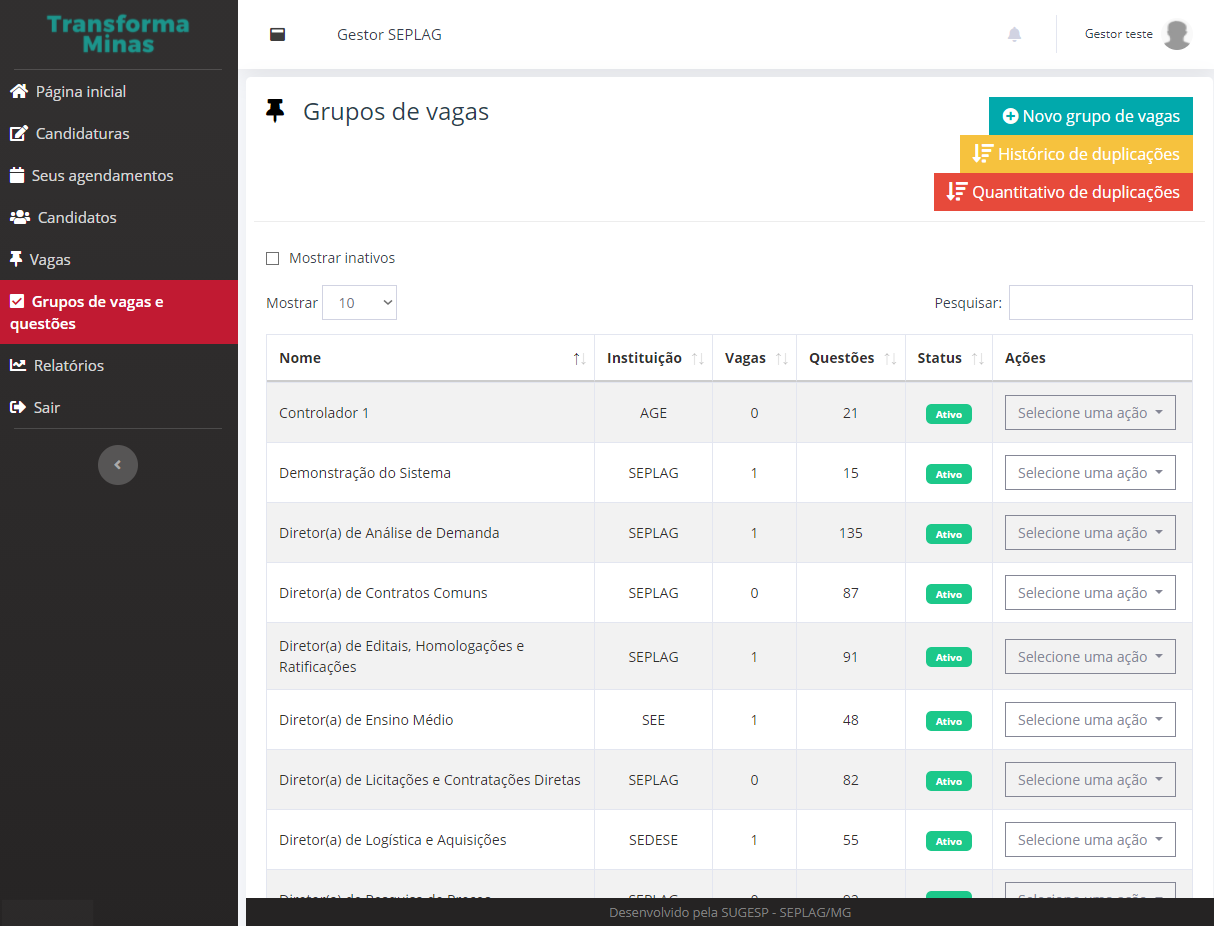 Transforma
Minas
Gestor SEPLAG
Gestor teste
Página inicial
Candidaturas
Seus agendamentos
Candidatos
Vagas
Grupos de vagas e
questões
Relatórios
Sair
Grupos de vagas
Novo grupo de vagas
Histórico de duplicações
Quantitativo de duplicações
Mostrar inativos
Mostrar 10
Pesquisar:
Nome Instituição Vagas Questões Status Ações
Controlador 1 AGE 0 21 Ativo Selecione uma ação
Demonstração do Sistema SEPLAG 1 15 Ativo Selecione uma ação
Diretor(a) de Análise de Demanda SEPLAG 1 135 Ativo Selecione uma ação
Diretor(a) de Contratos Comuns SEPLAG 0 87 Ativo Selecione uma ação
Diretor(a) de Editais, Homologações e
Ratificações SEPLAG 1 91 Ativo Selecione uma ação
Diretor(a) de Ensino Médio SEE 1 48 Ativo Selecione uma ação
Diretor(a) de Licitações e Contratações Diretas SEPLAG 0 82 Ativo Selecione uma ação
Diretor(a) de Logística e Aquisições SEDESE 1 55 Ativo Selecione uma ação
Desenvolvido pela SUGESP - SEPLAG/MG